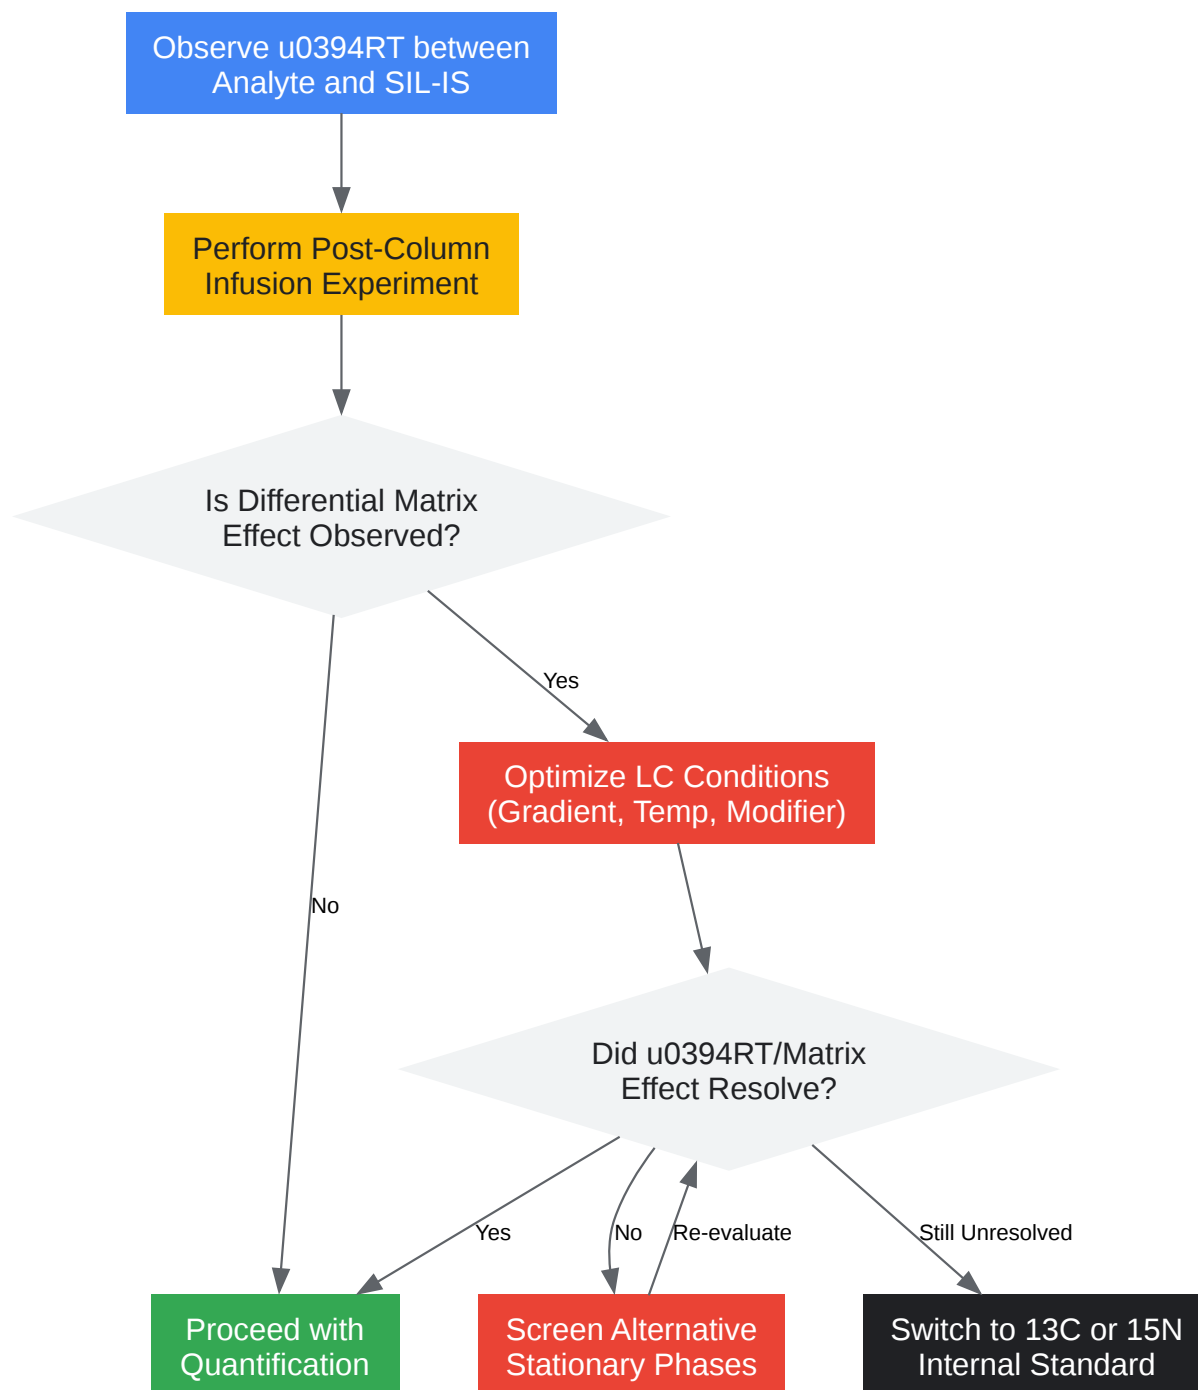 Observe u0394RT between
Analyte and SIL-IS
Perform Post-Column
Infusion Experiment
Is Differential Matrix
Effect Observed?
Yes
Optimize LC Conditions
(Gradient, Temp, Modifier)
No
Did u0394RT/Matrix
Effect Resolve?
Yes
No
Re-evaluate
Still Unresolved
Proceed with
Quantification
Screen Alternative
Stationary Phases
Switch to 13C or 15N
Internal Standard